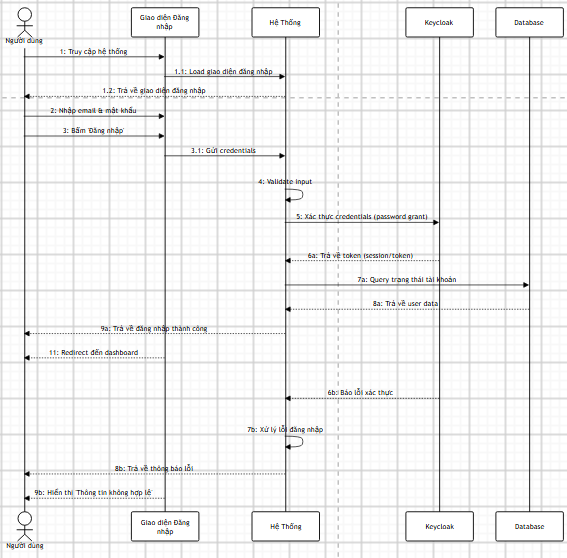 Giao diện Đăng
nhập
Hệ Thống
Keycloak
Database
Người dùng
1: Truy cập hệ thống
1.1: Load giao diện đăng nhập
1.2: Trả về giao diện đăng nhập
2: Nhập email & mật khẩu
3: Bấm 'Đăng nhập'
3.1: Gửi credentials
4: Validate input
5: Xác thực credentials (password grant)
6a: Trả về token (session/token)
7a: Query trạng thái tài khoản
8a: Trả về user data
9a: Trả về đăng nhập thành công
11: Redirect đến dashboard
6b: Báo lỗi xác thực
7b: Xử lý lỗi đăng nhập
8b: Trả về thông báo lỗi
9b: Hiển thị 'Thông tin không hợp lệ'
Giao diện Đăng
nhập
Hệ Thống
Keycloak
Database
Người dùng